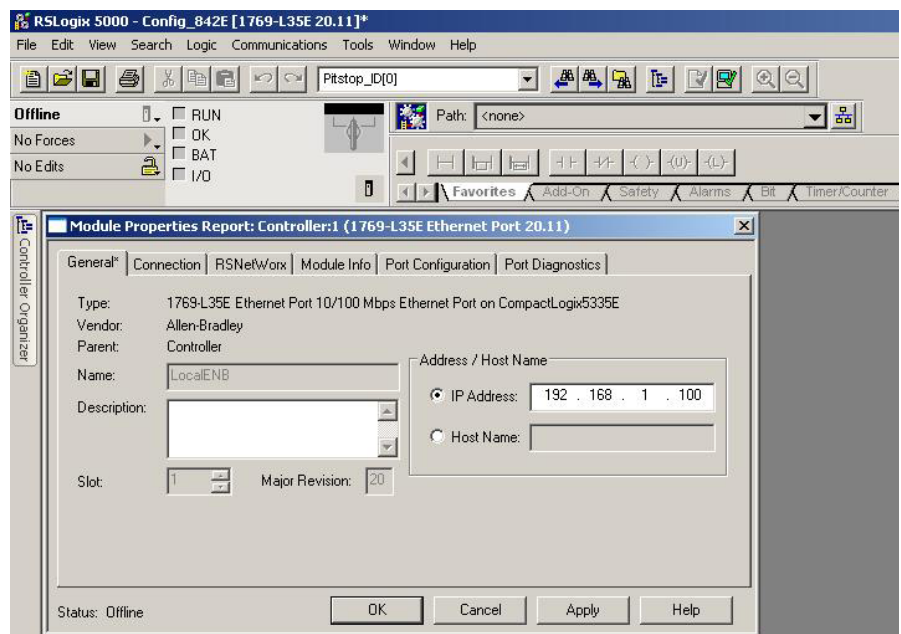 RSLogix 5000 - Config_842E [1769-L35E 20.11]*
File Edit View Search Logic Communications Tools Window Help
Pitstop_ID[0]
Offline
RUN
Path: <none>
No Forces
OK
No Edits
BAT
I/O
Favorites Add-On Safety Alarms Bit Timer/Counter
Controller Organizer
Module Properties Report: Controller:1 (1769-L35E Ethernet Port 20.11)
General* Connection RSNetWorx Module Info Port Configuration Port Diagnostics
Type: 1769-L35E Ethernet Port 10/100 Mbps Ethernet Port on CompactLogix5335E
Vendor: Allen-Bradley
Parent: Controller
Address / Host Name
Name: LocalENB
IP Address: 192 . 168 . 1 . 100
Description:
Host Name:
Slot: 1 Major Revision: 20
Status: Offline OK Cancel Apply Help